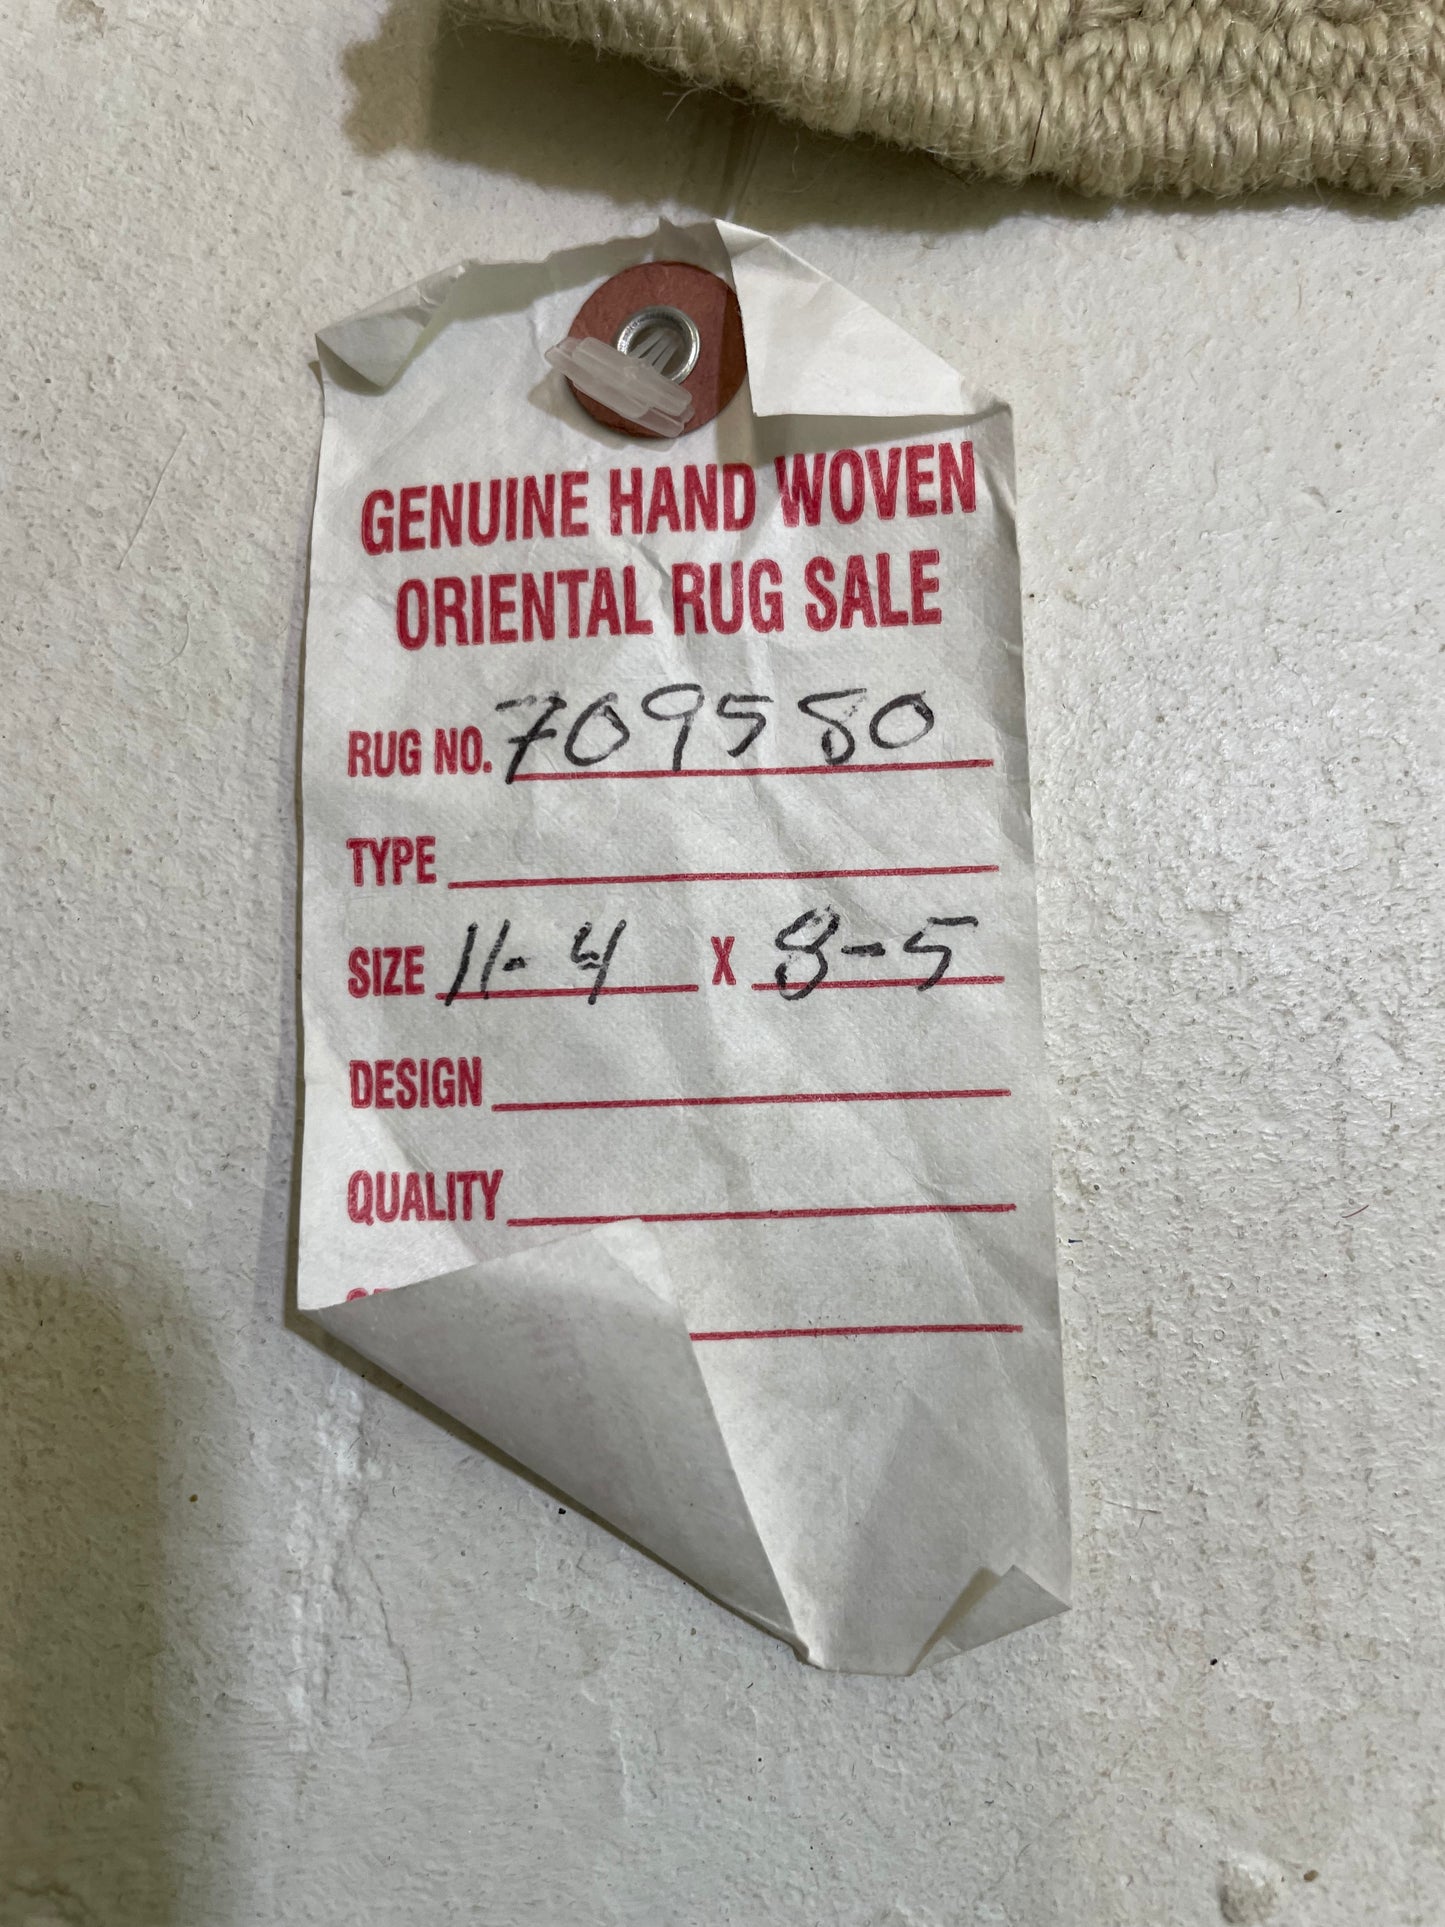 GENUINE HAND WOVEN
ORIENTAL RUG SALE
RUG NO. 709580
TYPE
SIZE 11-4 X 8-5
DESIGN
QUALITY